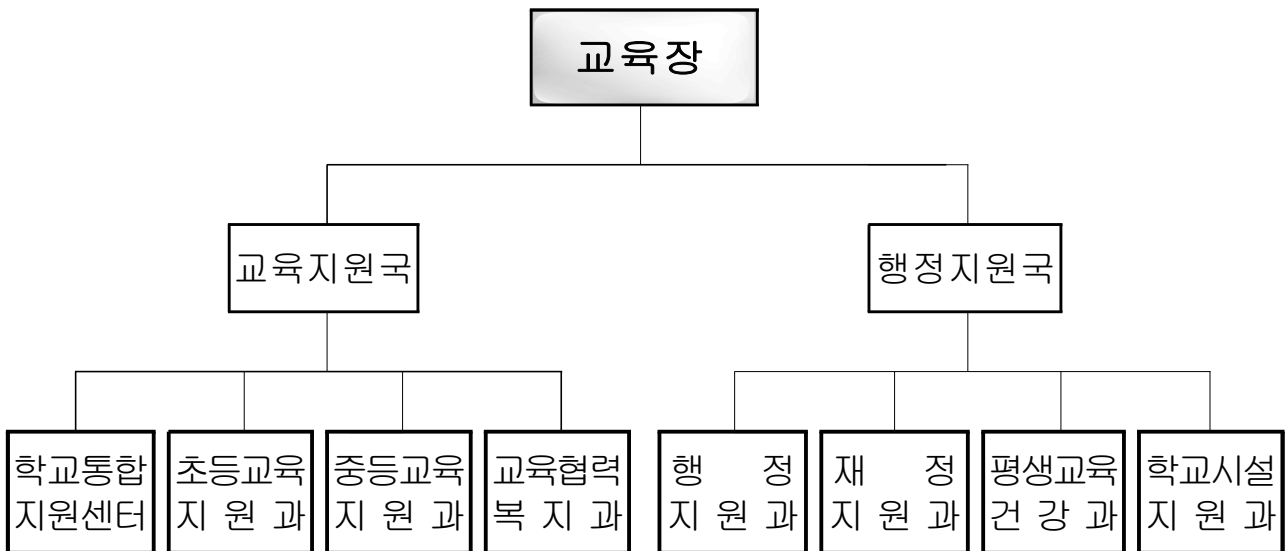 교육장
교육지원국
행정지원국
학교통합
지원센터
초등교육
지 원 과
중등교육
지 원 과
교육협력
복 지 과
행 정
지 원 과
재 정
지 원 과
평생교육
건 강 과
학교시설
지 원 과